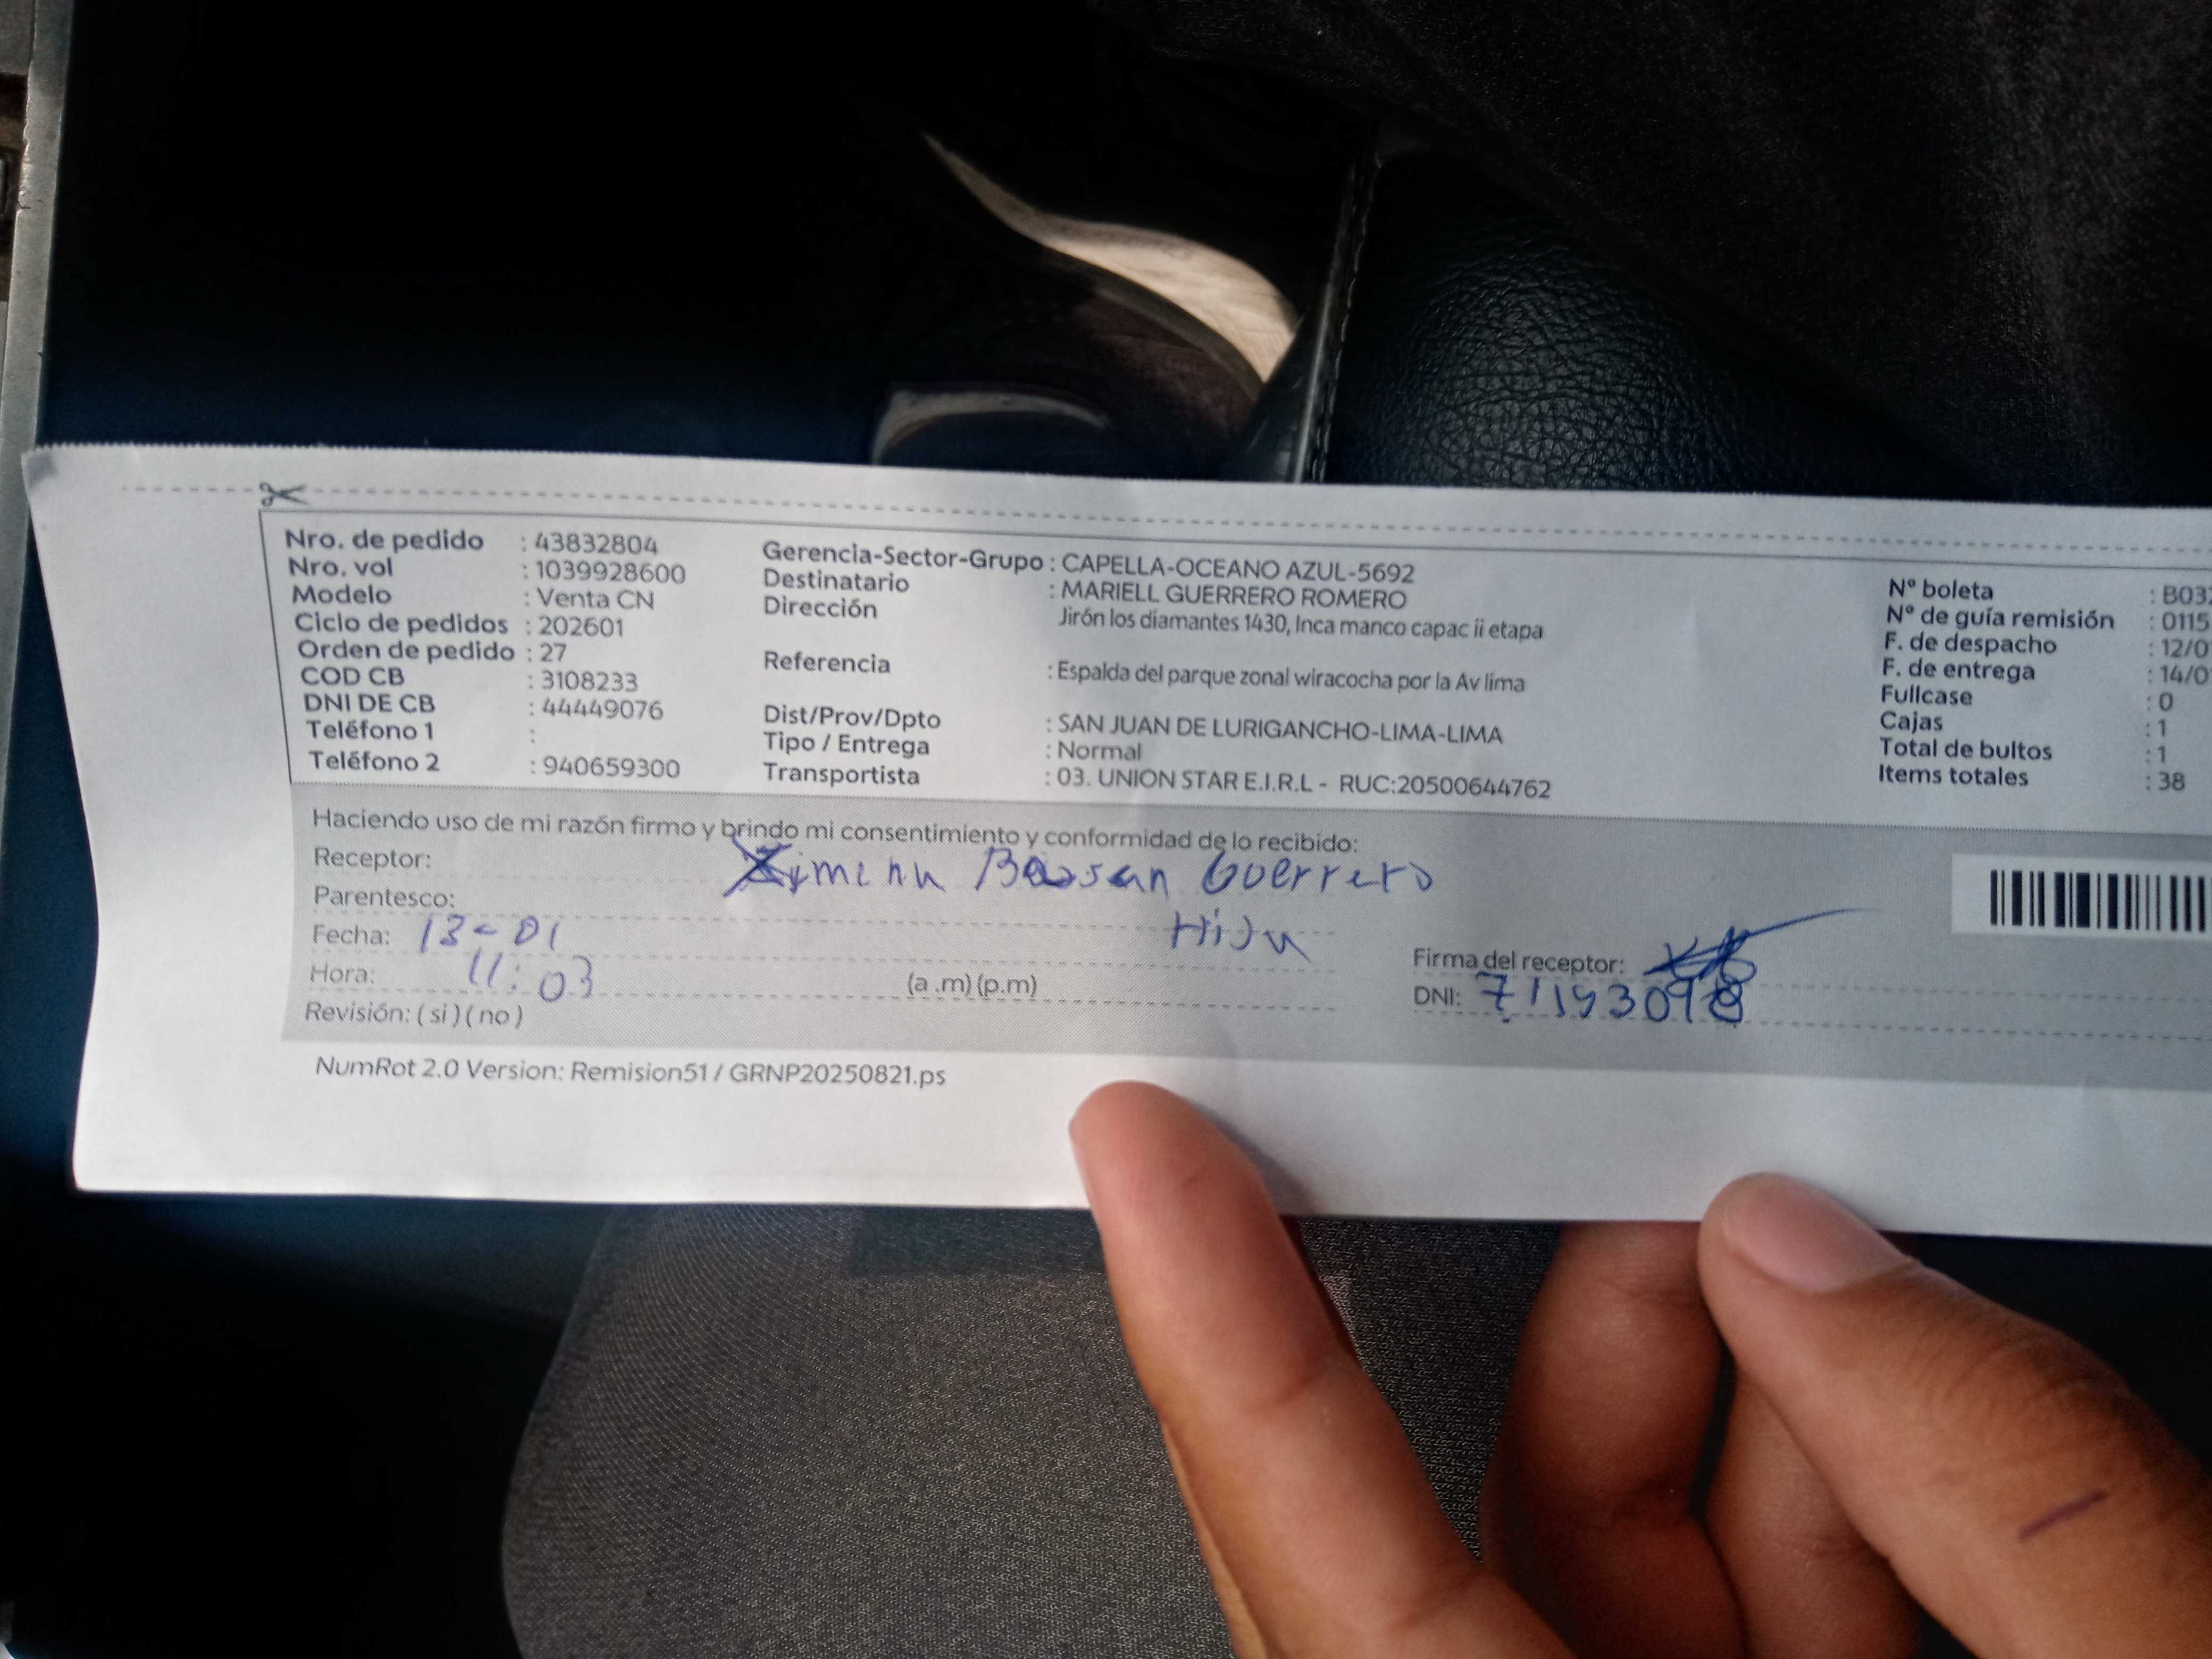 Nro. de pedido : 43832804
Nro. vol : 1039928600
Modelo : Venta CN
Ciclo de pedidos : 202601
Orden de pedido : 27
COD CB : 3108233
DNI DE CB : 44449076
Teléfono 1 :
Teléfono 2 : 940659300
Gerencia-Sector-Grupo : CAPELLA-OCEANO AZUL-5692
Destinatario : MARIELL GUERRERO ROMERO
Dirección Jirón los diamantes 1430, Inca manco capac ii etapa
Referencia : Espalda del parque zonal wiracocha por la Av lima
Dist/Prov/Dpto : SAN JUAN DE LURIGANCHO-LIMA-LIMA
Tipo / Entrega : Normal
Transportista : 03. UNION STAR E.I.R.L - RUC:20500644762
N° boleta : B03
N° de guía remisión : 0115
F. de despacho : 12/0
F. de entrega : 14/0
Fullcase : 0
Cajas : 1
Total de bultos : 1
Items totales : 38
Haciendo uso de mi razón firmo y brindo mi consentimiento y conformidad de lo recibido:
Receptor: Guerrero
Parentesco: Hija
Fecha: 13-01
Hora: 11:03 (a .m) (p.m)
Revisión: ( si ) ( no )
Firma del receptor:
DNI:
NumRot 2.0 Version: Remision51 / GRNP20250821.ps